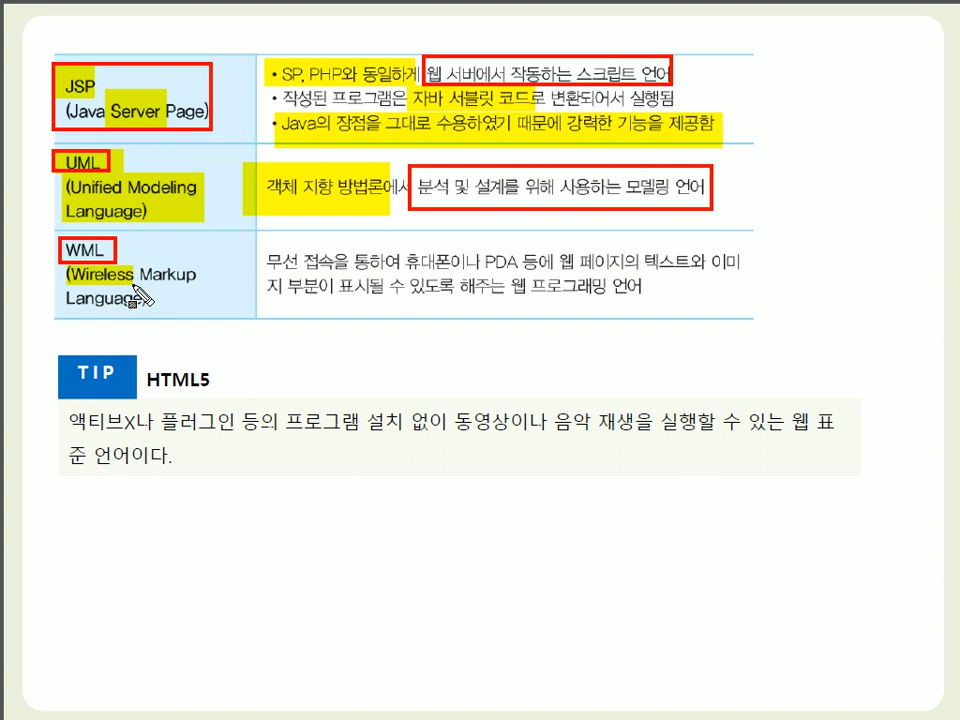 JSP
(Java Server Page)
• SP, PHP와 동일하게 웹 서버에서 작동하는 스크립트 언어
• 작성된 프로그램은 자바 서블릿 코드로 변환되어서 실행됨
• Java의 장점을 그대로 수용하였기 때문에 강력한 기능을 제공함
UML
(Unified Modeling
Language)
객체 지향 방법론에서 분석 및 설계를 위해 사용하는 모델링 언어
WML
(Wireless Markup
Language)
무선 접속을 통하여 휴대폰이나 PDA 등에 웹 페이지의 텍스트와 이미
지 부분이 표시될 수 있도록 해주는 웹 프로그래밍 언어
TIP
HTML5
액티브X나 플러그인 등의 프로그램 설치 없이 동영상이나 음악 재생을 실행할 수 있는 웹 표
준 언어이다.